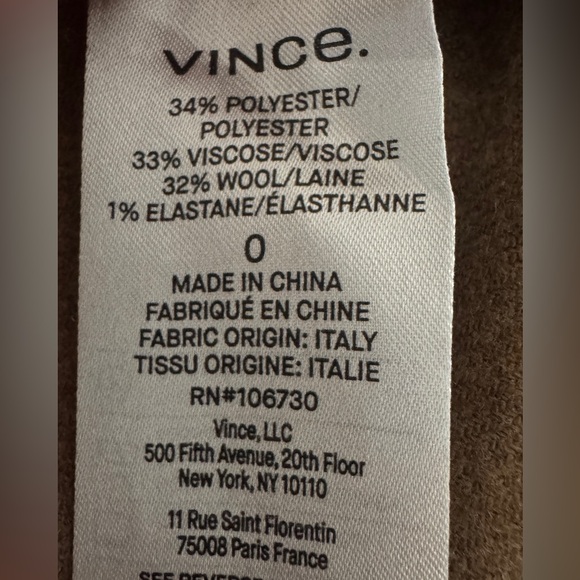 VINCe.
34% POLYESTER/
POLYESTER
33% VISCOSE/VISCOSE
32% WOOL/LAINE
1% ELASTANE/ÉLASTHANNE
0
MADE IN CHINA
FABRIQUÉ EN CHINE
FABRIC ORIGIN: ITALY
TISSU ORIGINE: ITALIE
RN#106730
Vince, LLC
500 Fifth Avenue, 20th Floor
New York, NY 10110
11 Rue Saint Florentin
75008 Paris France
SEE REVERS